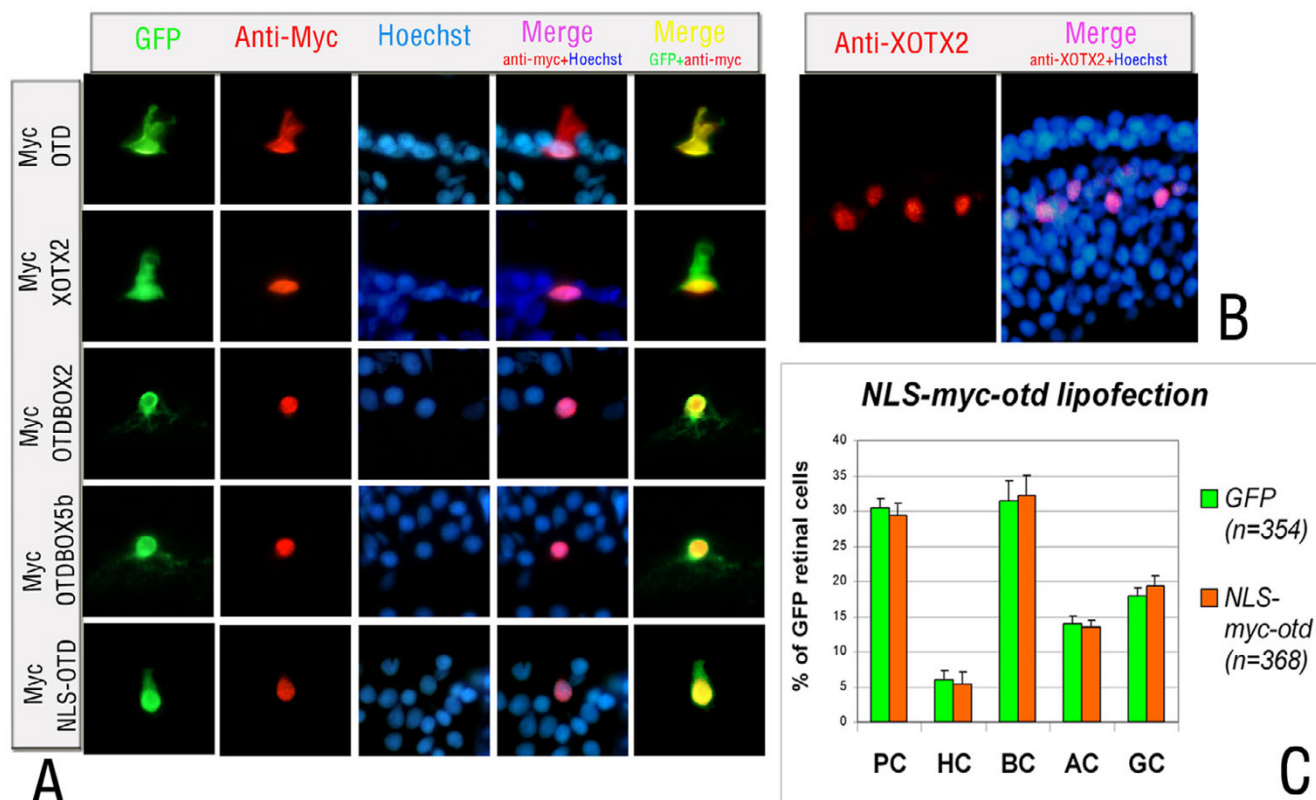 GFP
Anti-Myc
Hoechst
Merge
anti-myc+Hoechst
Merge
GFP+anti-myc
Myc
OTD
Myc
XOTX2
Myc
OTDBOX2
Myc
OTDBOX5b
Myc
NLS-OTD
A
Anti-XOTX2
Merge
anti-XOTX2+Hoechst
B
NLS-myc-otd lipofection
% of GFP retinal cells
40
35
30
25
20
15
10
5
0
PC HC BC AC GC
GFP
(n=354)
NLS-
myc-otd
(n=368)
C